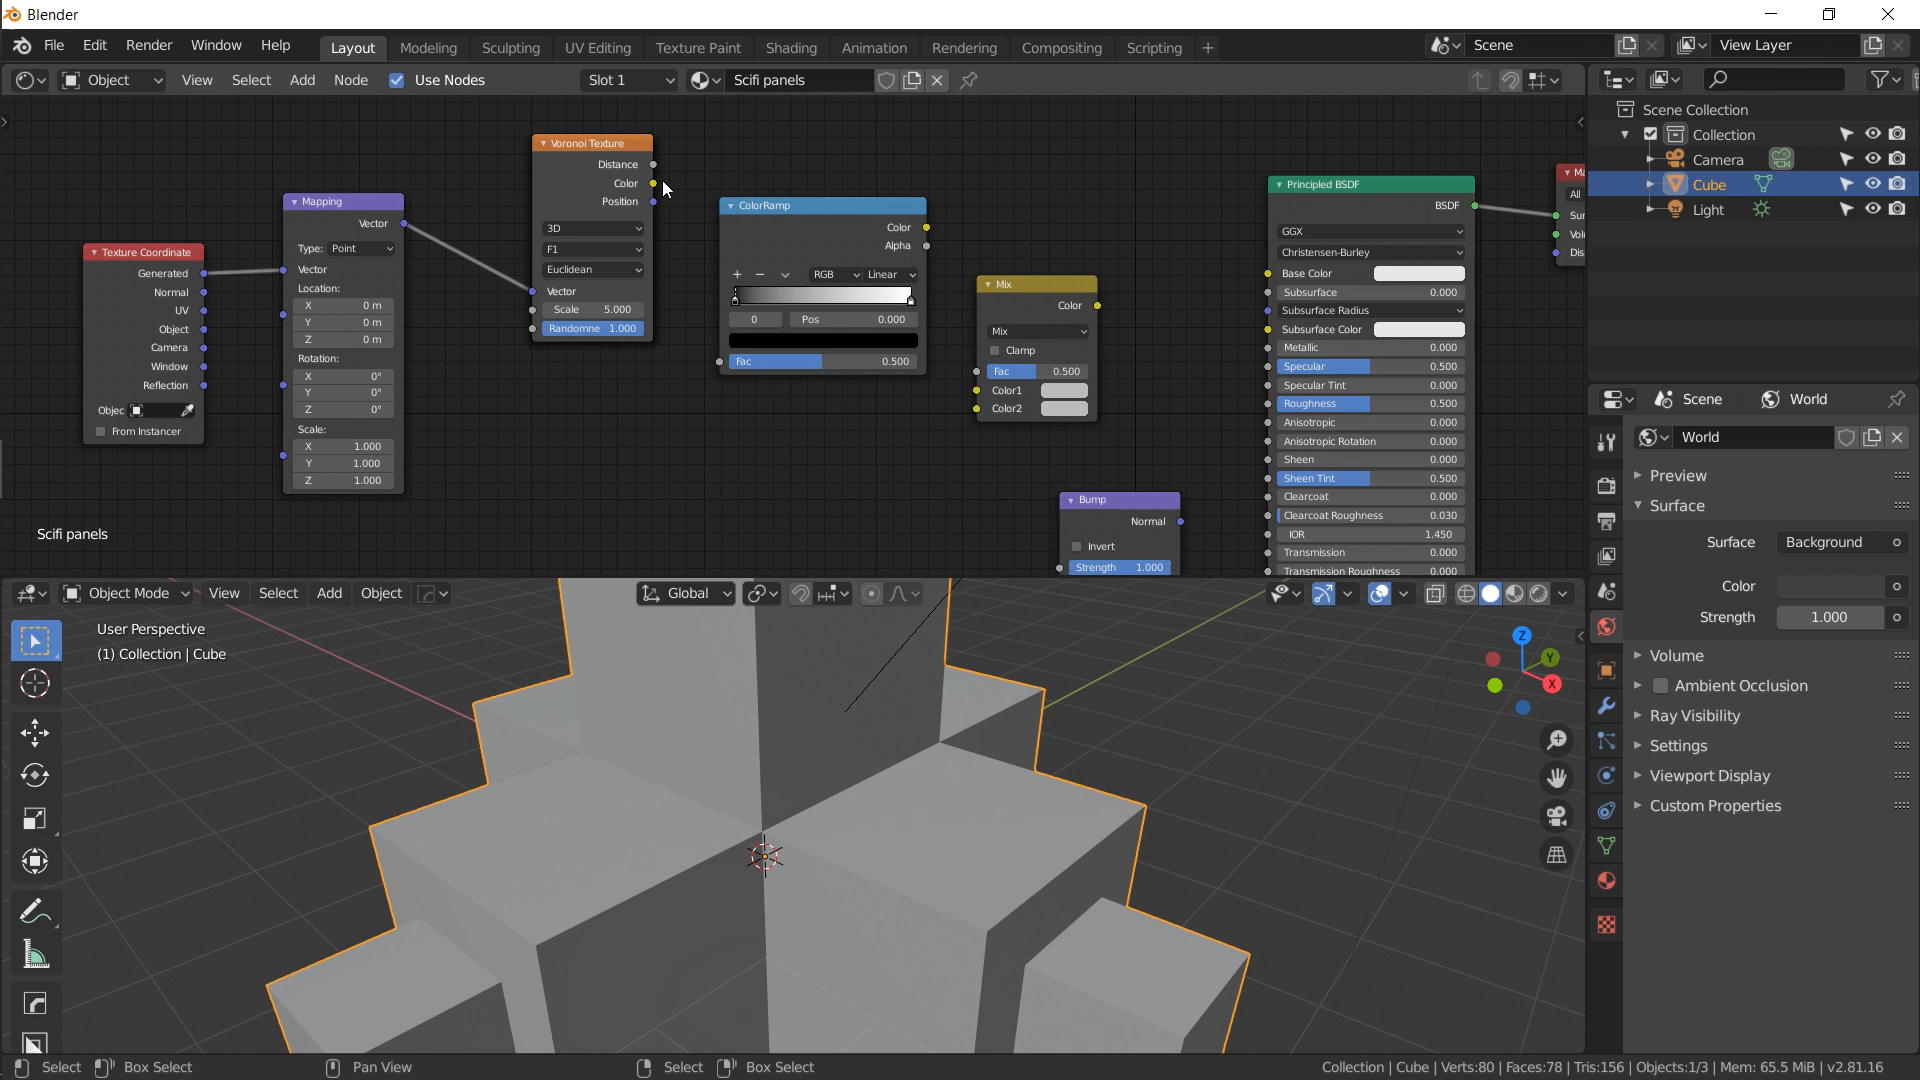 Blender
File Edit Render Window Help
Layout Modeling Sculpting UV Editing Texture Paint Shading Animation Rendering Compositing Scripting +
Scene
View Layer
Object View Select Add Node Use Nodes Slot 1 Scifi panels
Scene Collection
Collection
Camera
Cube
Light
Texture Coordinate
Generated
Normal
UV
Object
Camera
Window
Reflection
Objec
From Instancer
Mapping
Vector
Type: Point
Vector
Location:
X 0 m
Y 0 m
Z 0 m
Rotation:
X 0°
Y 0°
Z 0°
Scale:
X 1.000
Y 1.000
Z 1.000
Voronoi Texture
Distance
Color
Position
3D
F1
Euclidean
Vector
Scale 5.000
Randomne 1.000
ColorRamp
Color
Alpha
+ − RGB Linear
0 Pos 0.000
Fac 0.500
Mix
Color
Mix
Clamp
Fac 0.500
Color1
Color2
Bump
Normal
Invert
Strength 1.000
Principled BSDF
BSDF
GGX
Christensen-Burley
Base Color
Subsurface 0.000
Subsurface Radius
Subsurface Color
Metallic 0.000
Specular 0.500
Specular Tint 0.000
Roughness 0.500
Anisotropic 0.000
Anisotropic Rotation 0.000
Sheen 0.000
Sheen Tint 0.500
Clearcoat 0.000
Clearcoat Roughness 0.030
IOR 1.450
Transmission 0.000
Transmission Roughness 0.000
Ma
All
Sur
Volu
Dis
Scifi panels
Scene World
World
Preview
Surface
Surface Background
Color
Strength 1.000
Volume
Ambient Occlusion
Ray Visibility
Settings
Viewport Display
Custom Properties
Object Mode View Select Add Object Global
User Perspective
(1) Collection | Cube
Z
Y
X
Select Box Select Pan View Select Box Select
Collection | Cube | Verts:80 | Faces:78 | Tris:156 | Objects:1/3 | Mem: 65.5 MiB | v2.81.16